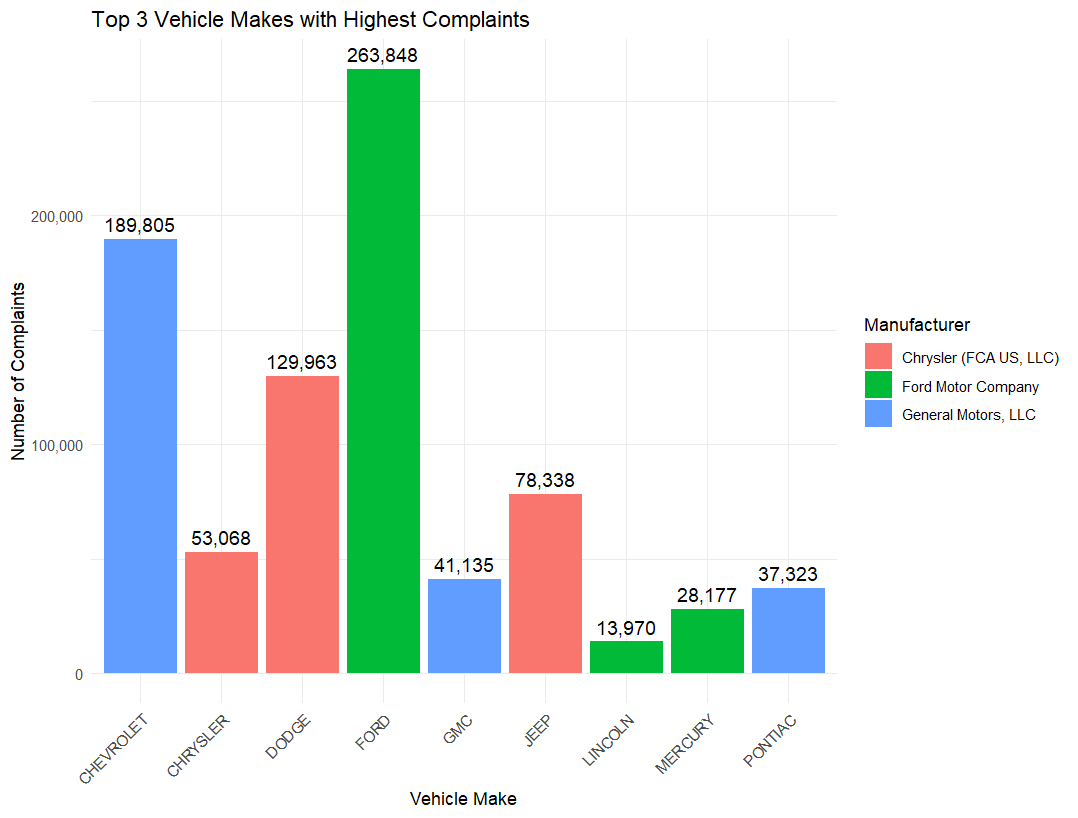 Top 3 Vehicle Makes with Highest Complaints
Number of Complaints
200,000
100,000
0
189,805
53,068
129,963
263,848
41,135
78,338
13,970
28,177
37,323
CHEVROLET
CHRYSLER
DODGE
FORD
GMC
JEEP
LINCOLN
MERCURY
PONTIAC
Vehicle Make
Manufacturer
Chrysler (FCA US, LLC)
Ford Motor Company
General Motors, LLC